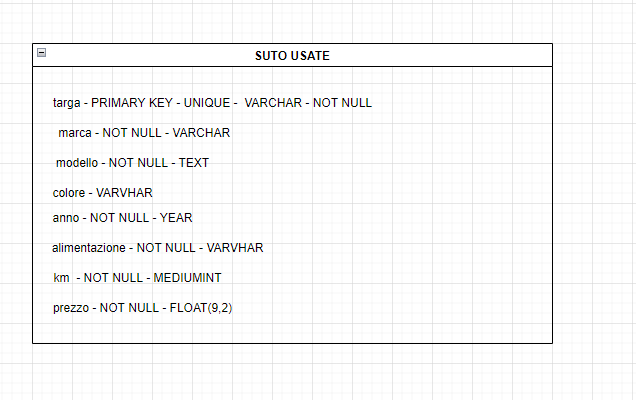 SUTO USATE
targa - PRIMARY KEY - UNIQUE - VARCHAR - NOT NULL
marca - NOT NULL - VARCHAR
modello - NOT NULL - TEXT
colore - VARVHAR
anno - NOT NULL - YEAR
alimentazione - NOT NULL - VARVHAR
km - NOT NULL - MEDIUMINT
prezzo - NOT NULL - FLOAT(9,2)